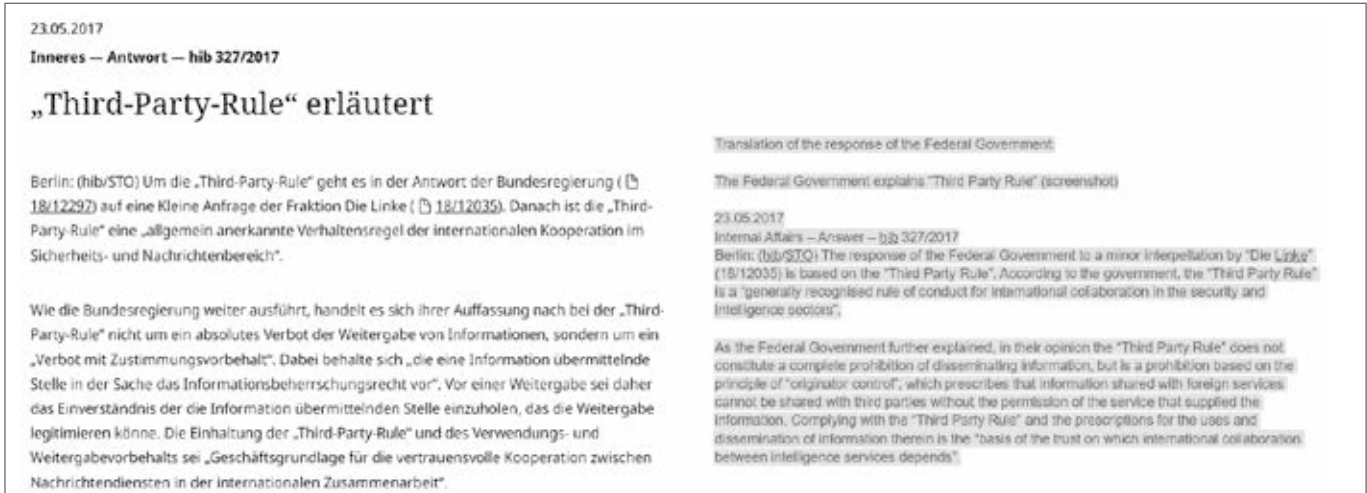 23.05.2017
Inneres — Antwort — hib 327/2017
„Third-Party-Rule“ erläutert
Berlin: (hib/STO) Um die „Third-Party-Rule“ geht es in der Antwort der Bundesregierung (
18/12297) auf eine Kleine Anfrage der Fraktion Die Linke ( 18/12035). Danach ist die „Third-
Party-Rule“ eine „allgemein anerkannte Verhaltensregel der internationalen Kooperation im
Sicherheits- und Nachrichtenbereich“.
Wie die Bundesregierung weiter ausführt, handelt es sich ihrer Auffassung nach bei der „Third-
Party-Rule“ nicht um ein absolutes Verbot der Weitergabe von Informationen, sondern um ein
„Verbot mit Zustimmungsvorbehalt“. Dabei behalte sich „die eine Information übermittelnde
Stelle in der Sache das Informationsbeherrschungsrecht vor“. Vor einer Weitergabe sei daher
das Einverständnis der die Information übermittelnden Stelle einzuholen, das die Weitergabe
legitimieren könne. Die Einhaltung der „Third-Party-Rule“ und des Verwendungs- und
Weitergabevorbehalts sei „Geschäftsgrundlage für die vertrauensvolle Kooperation zwischen
Nachrichtendiensten in der internationalen Zusammenarbeit“.
Translation of the response of the Federal Government:
The Federal Government explains "Third Party Rule" (screenshot)
23.05.2017
Internal Affairs – Answer – hib 327/2017
Berlin: (hib/STO) The response of the Federal Government to a minor interpellation by "Die Linke"
(18/12035) is based on the "Third Party Rule". According to the government, the "Third Party Rule"
is a "generally recognised rule of conduct for international collaboration in the security and
intelligence sectors".
As the Federal Government further explained, in their opinion the "Third Party Rule" does not
constitute a complete prohibition of disseminating information, but is a prohibition based on the
principle of "originator control", which prescribes that information shared with foreign services
cannot be shared with third parties without the permission of the service that supplied the
information. Complying with the "Third Party Rule" and the prescriptions for the uses and
dissemination of information therein is the "basis of the trust on which international collaboration
between intelligence services depends".